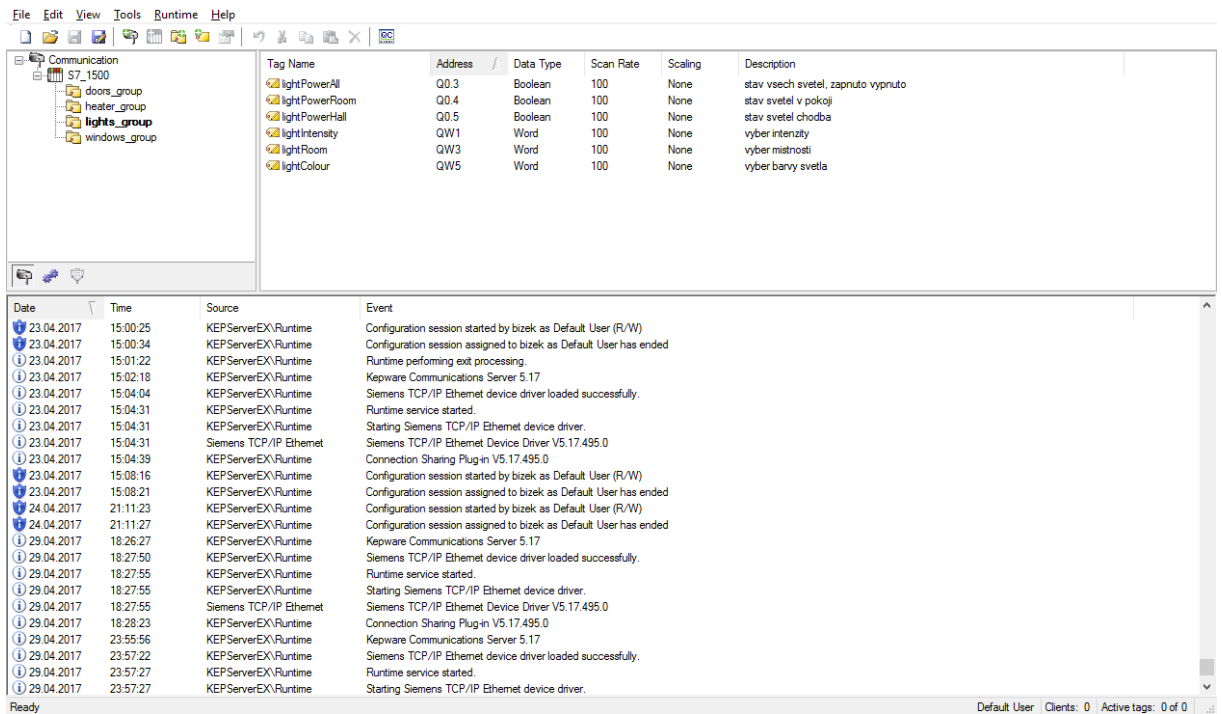 File Edit View Tools Runtime Help
Communication
S7_1500
doors_group
heater_group
lights_group
windows_group
Tag Name Address Data Type Scan Rate Scaling Description
lightPowerAll Q0.3 Boolean 100 None stav vsech svetel, zapnuto vypnuto
lightPowerRoom Q0.4 Boolean 100 None stav svetel v pokoji
lightPowerHall Q0.5 Boolean 100 None stav svetel chodba
lightIntensity QW1 Word 100 None vyber intenzity
lightRoom QW3 Word 100 None vyber mistnosti
lightColour QW5 Word 100 None vyber barvy svetla
Date Time Source Event
23.04.2017 15:00:25 KEPServerEX\Runtime Configuration session started by bizek as Default User (R/W)
23.04.2017 15:00:34 KEPServerEX\Runtime Configuration session assigned to bizek as Default User has ended
23.04.2017 15:01:22 KEPServerEX\Runtime Runtime performing exit processing.
23.04.2017 15:02:18 KEPServerEX\Runtime Kepware Communications Server 5.17
23.04.2017 15:04:04 KEPServerEX\Runtime Siemens TCP/IP Ethernet device driver loaded successfully.
23.04.2017 15:04:31 KEPServerEX\Runtime Runtime service started.
23.04.2017 15:04:31 KEPServerEX\Runtime Starting Siemens TCP/IP Ethernet device driver.
23.04.2017 15:04:31 Siemens TCP/IP Ethernet Siemens TCP/IP Ethernet Device Driver V5.17.495.0
23.04.2017 15:04:39 KEPServerEX\Runtime Connection Sharing Plug-in V5.17.495.0
23.04.2017 15:08:16 KEPServerEX\Runtime Configuration session started by bizek as Default User (R/W)
23.04.2017 15:08:21 KEPServerEX\Runtime Configuration session assigned to bizek as Default User has ended
24.04.2017 21:11:23 KEPServerEX\Runtime Configuration session started by bizek as Default User (R/W)
24.04.2017 21:11:27 KEPServerEX\Runtime Configuration session assigned to bizek as Default User has ended
29.04.2017 18:26:27 KEPServerEX\Runtime Kepware Communications Server 5.17
29.04.2017 18:27:50 KEPServerEX\Runtime Siemens TCP/IP Ethernet device driver loaded successfully.
29.04.2017 18:27:55 KEPServerEX\Runtime Runtime service started.
29.04.2017 18:27:55 KEPServerEX\Runtime Starting Siemens TCP/IP Ethernet device driver.
29.04.2017 18:27:55 Siemens TCP/IP Ethernet Siemens TCP/IP Ethernet Device Driver V5.17.495.0
29.04.2017 18:28:23 KEPServerEX\Runtime Connection Sharing Plug-in V5.17.495.0
29.04.2017 23:55:56 KEPServerEX\Runtime Kepware Communications Server 5.17
29.04.2017 23:57:22 KEPServerEX\Runtime Siemens TCP/IP Ethernet device driver loaded successfully.
29.04.2017 23:57:27 KEPServerEX\Runtime Runtime service started.
29.04.2017 23:57:27 KEPServerEX\Runtime Starting Siemens TCP/IP Ethernet device driver.
Ready Default User Clients: 0 Active tags: 0 of 0